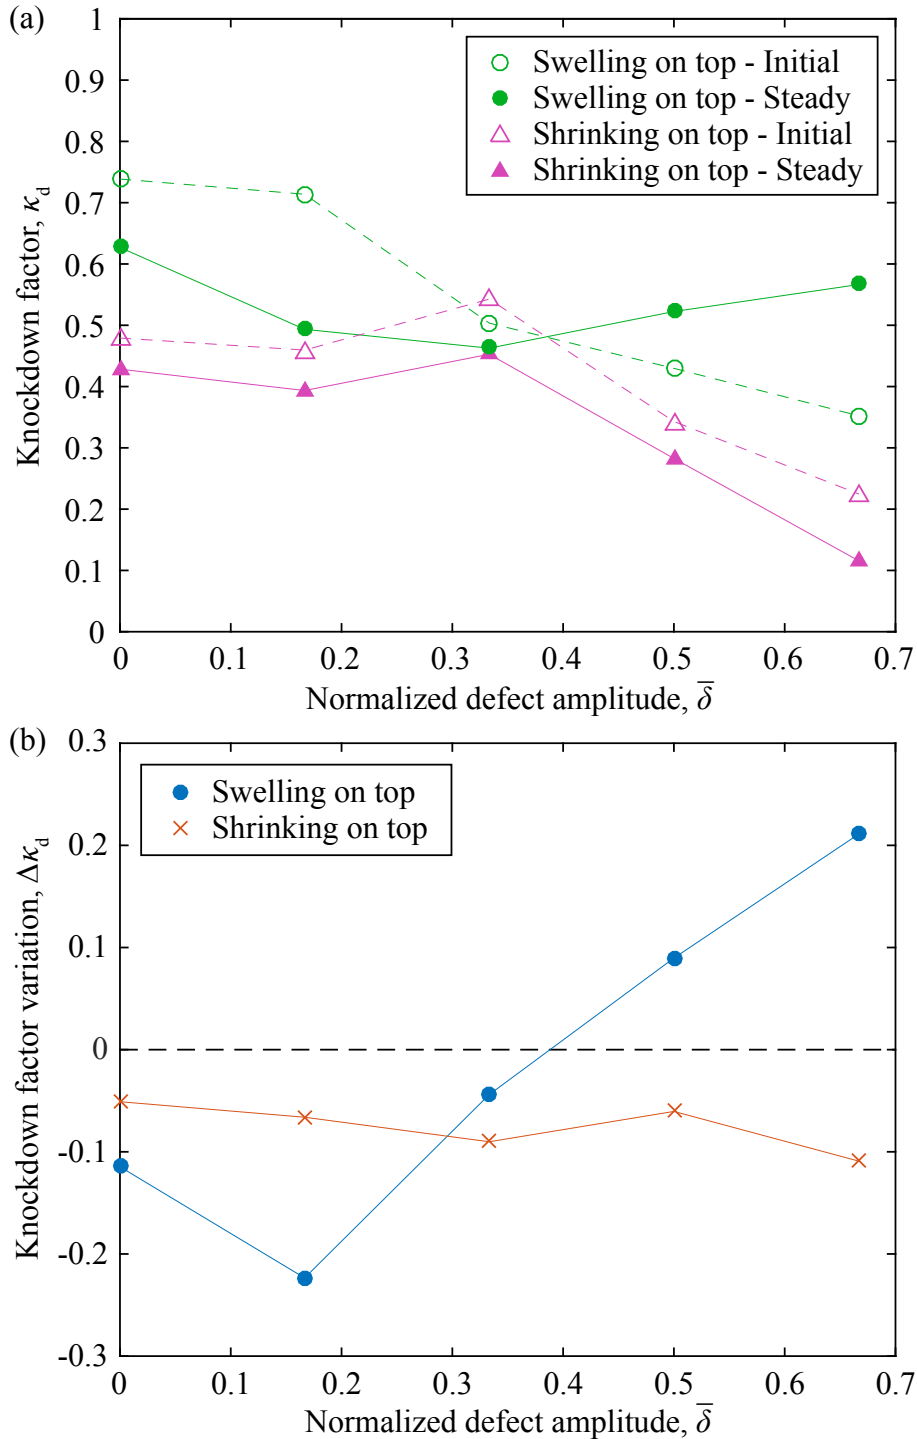 (a)
1
0.9
0.8
0.7
0.6
0.5
0.4
0.3
0.2
0.1
0
Knockdown factor, κd
Swelling on top - Initial
Swelling on top - Steady
Shrinking on top - Initial
Shrinking on top - Steady
0 0.1 0.2 0.3 0.4 0.5 0.6 0.7
Normalized defect amplitude, δ̅
(b)
0.3
0.2
0.1
0
-0.1
-0.2
-0.3
Knockdown factor variation, Δκd
Swelling on top
Shrinking on top
0 0.1 0.2 0.3 0.4 0.5 0.6 0.7
Normalized defect amplitude, δ̅